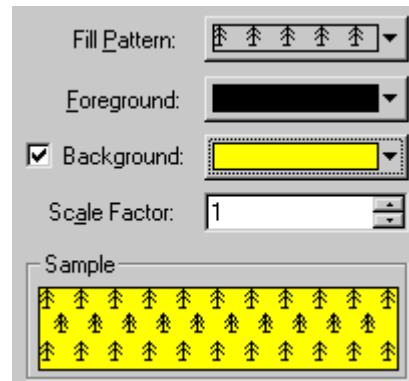 Fill Pattern:
Foreground:
Background:
Scale Factor: 1
Sample